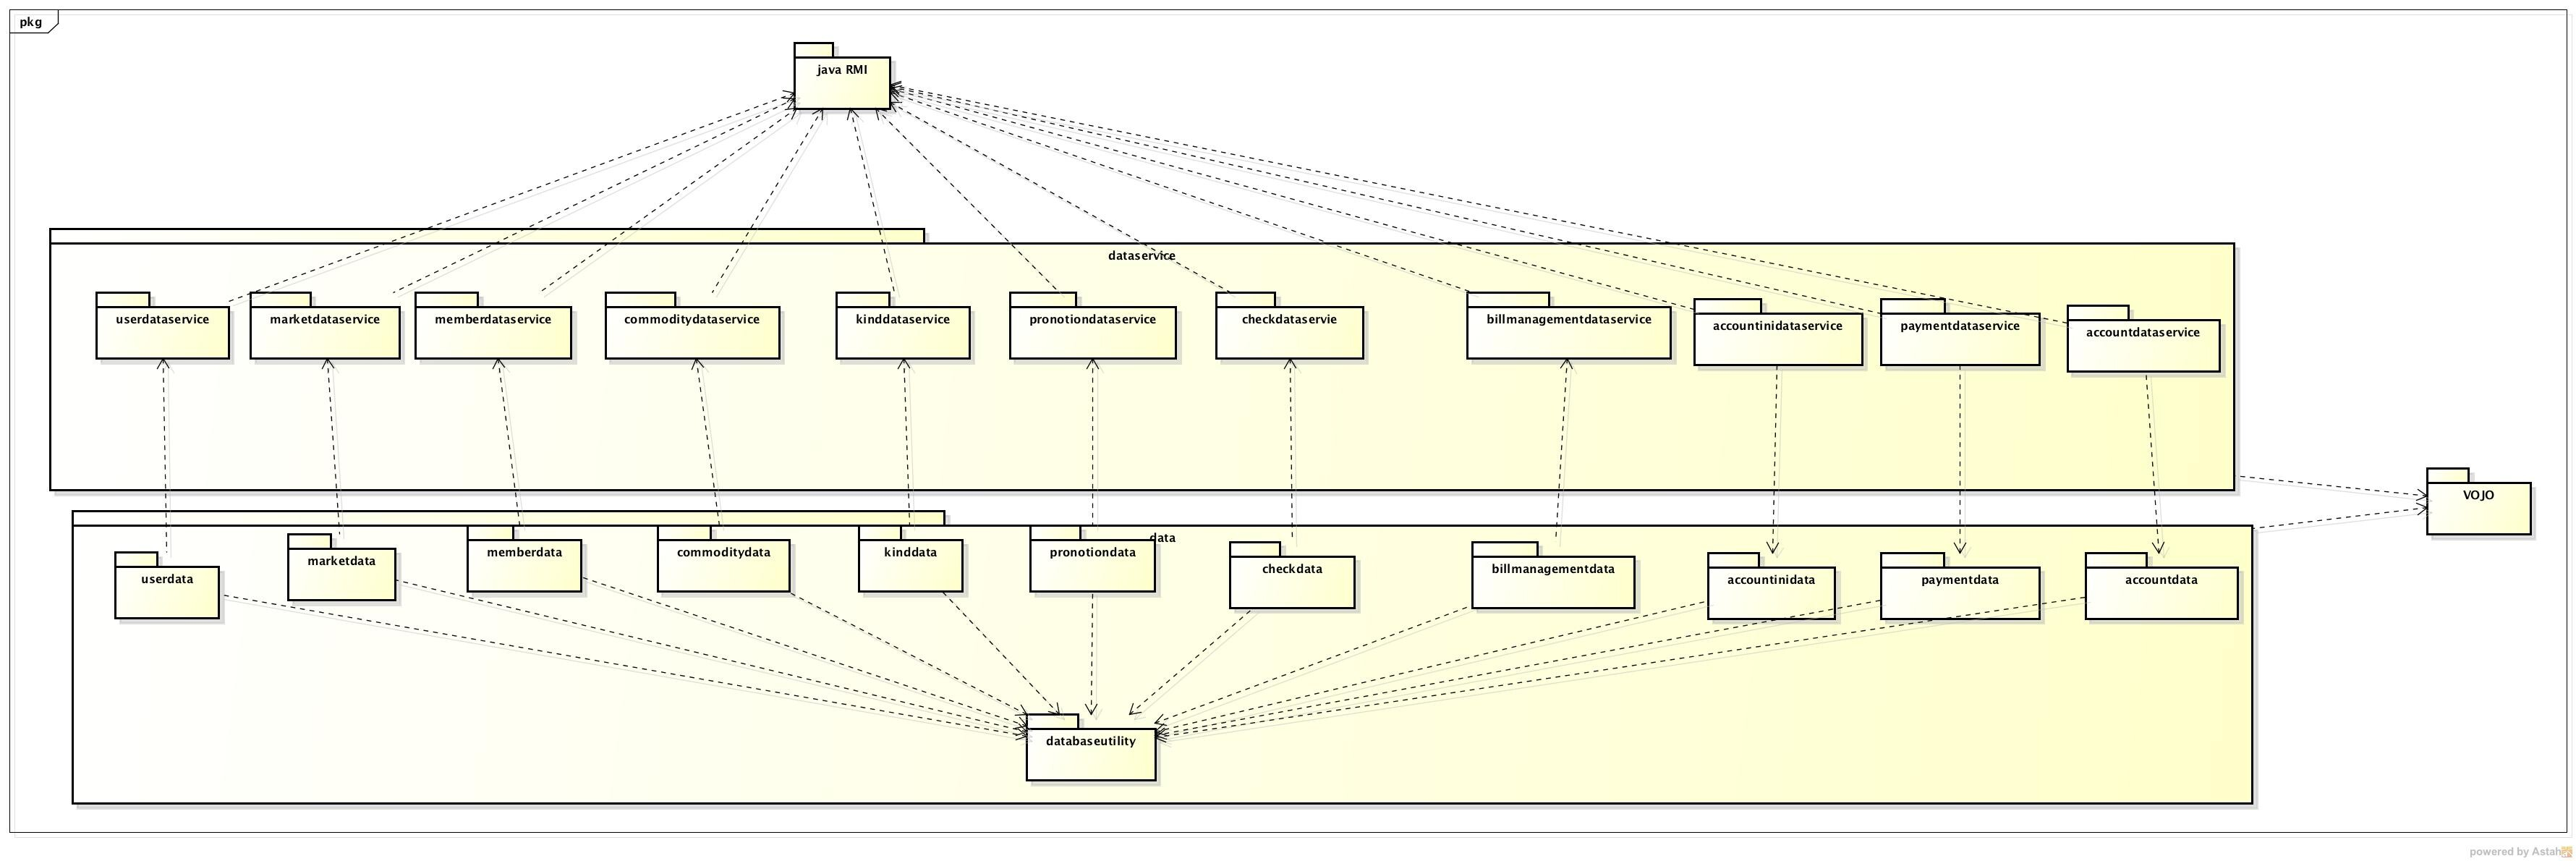 pkg
java RMI
dataservice
userdataservice
marketdataservice
memberdataservice
commoditydataservice
kinddataservice
pronotiondataservice
checkdataservie
billmanagementdataservice
accountinidataservice
paymentdataservice
accountdataservice
VOJO
data
userdata
marketdata
memberdata
commoditydata
kinddata
pronotiondata
checkdata
billmanagementdata
accountinidata
paymentdata
accountdata
databaseutility
powered by Astah